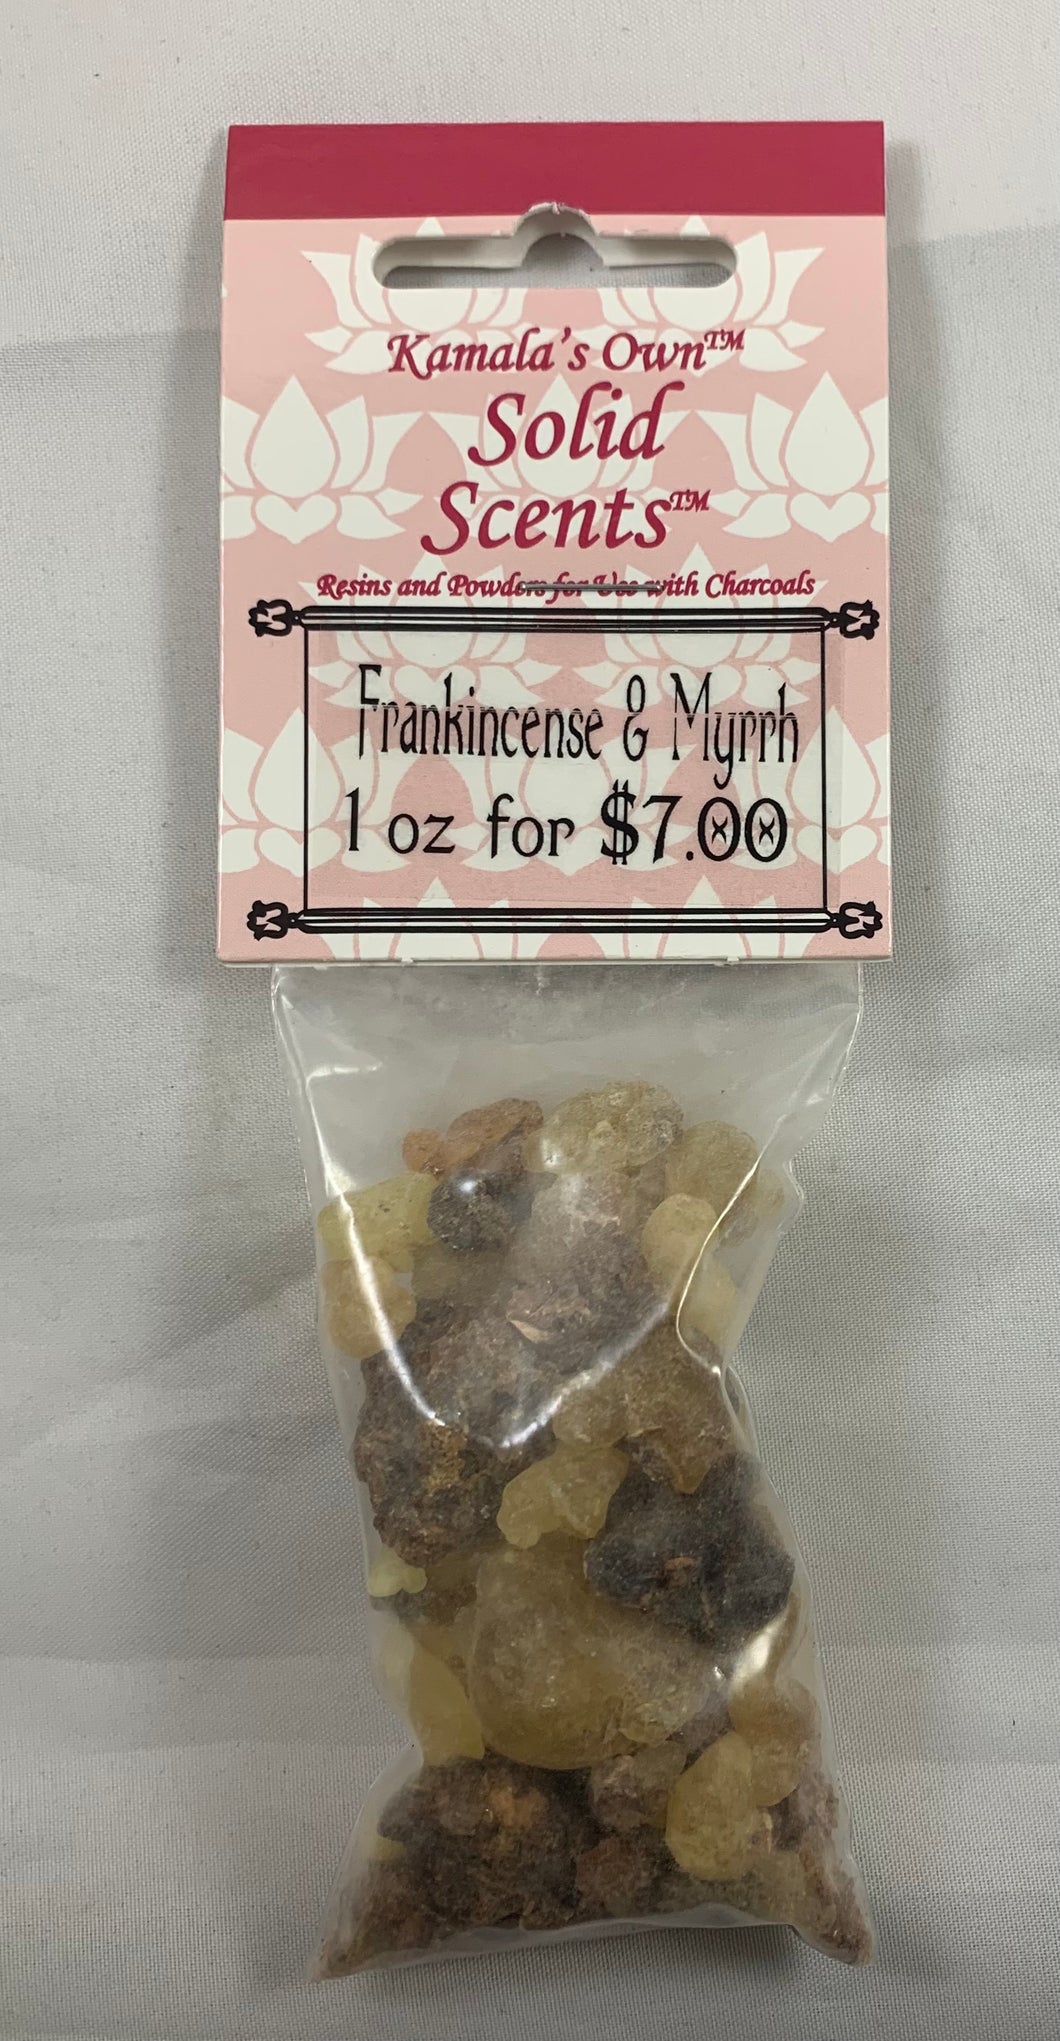 Kamala's Own™
Solid
Scents™
Resins and Powders for Use with Charcoals
Frankincense & Myrrh
1 oz for $7.00